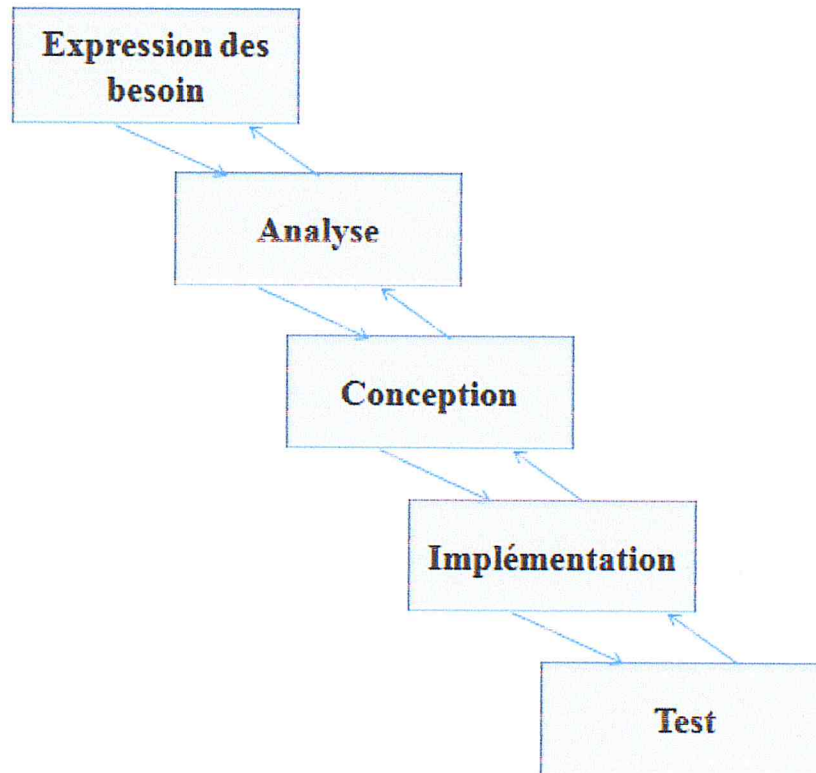 Expression des
besoin
Analyse
Conception
Implémentation
Test